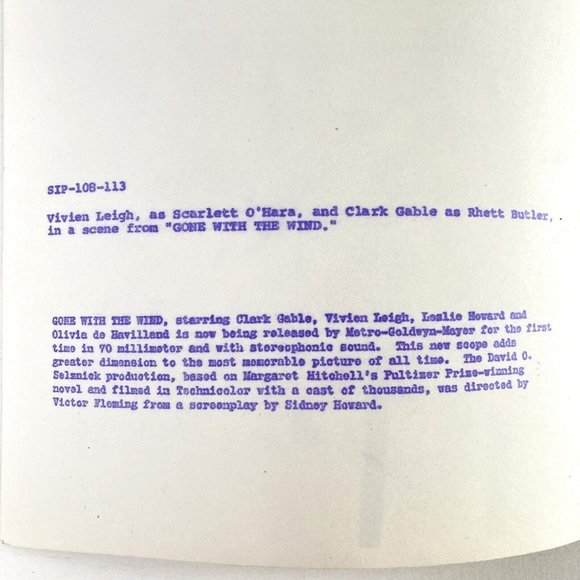 SIP-108-113
Vivien Leigh, as Scarlett O'Hara, and Clark Gable as Rhett Butler,
in a scene from "GONE WITH THE WIND."
GONE WITH THE WIND, starring Clark Gable, Vivien Leigh, Leslie Howard and
Olivia de Havilland is now being released by Metro-Goldwyn-Mayer for the first
time in 70 millimeter and with stereophonic sound. This new scope adds
greater dimension to the most memorable picture of all time. The David O.
Selznick production, based on Margaret Mitchell's Pultizer Prize-winning
novel and filmed in Technicolor with a cast of thousands, was directed by
Victor Fleming from a screenplay by Sidney Howard.